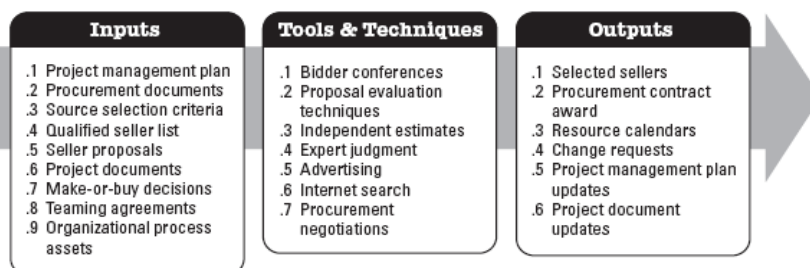 Inputs
.1 Project management plan
.2 Procurement documents
.3 Source selection criteria
.4 Qualified seller list
.5 Seller proposals
.6 Project documents
.7 Make-or-buy decisions
.8 Teaming agreements
.9 Organizational process
assets
Tools & Techniques
.1 Bidder conferences
.2 Proposal evaluation
techniques
.3 Independent estimates
.4 Expert judgment
.5 Advertising
.6 Internet search
.7 Procurement
negotiations
Outputs
.1 Selected sellers
.2 Procurement contract
award
.3 Resource calendars
.4 Change requests
.5 Project management plan
updates
.6 Project document
updates